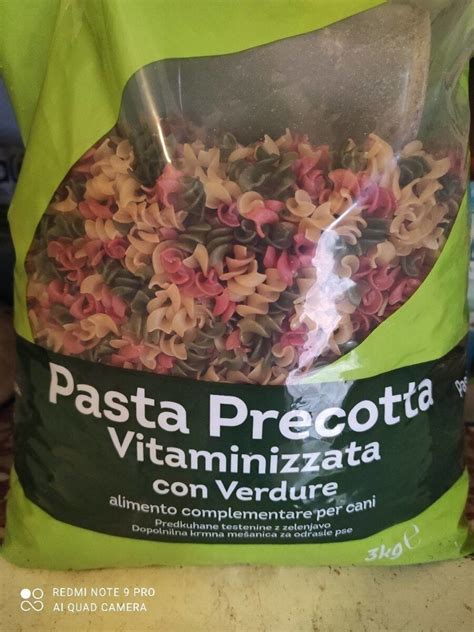 Pasta Precotta
Vitaminizzata
con Verdure
alimento complementare per cani
Predkuhane testenine z zelenjavo
Dopolnilna krmna mešanica za odrasle pse
3kg e
REDMI NOTE 9 PRO
AI QUAD CAMERA